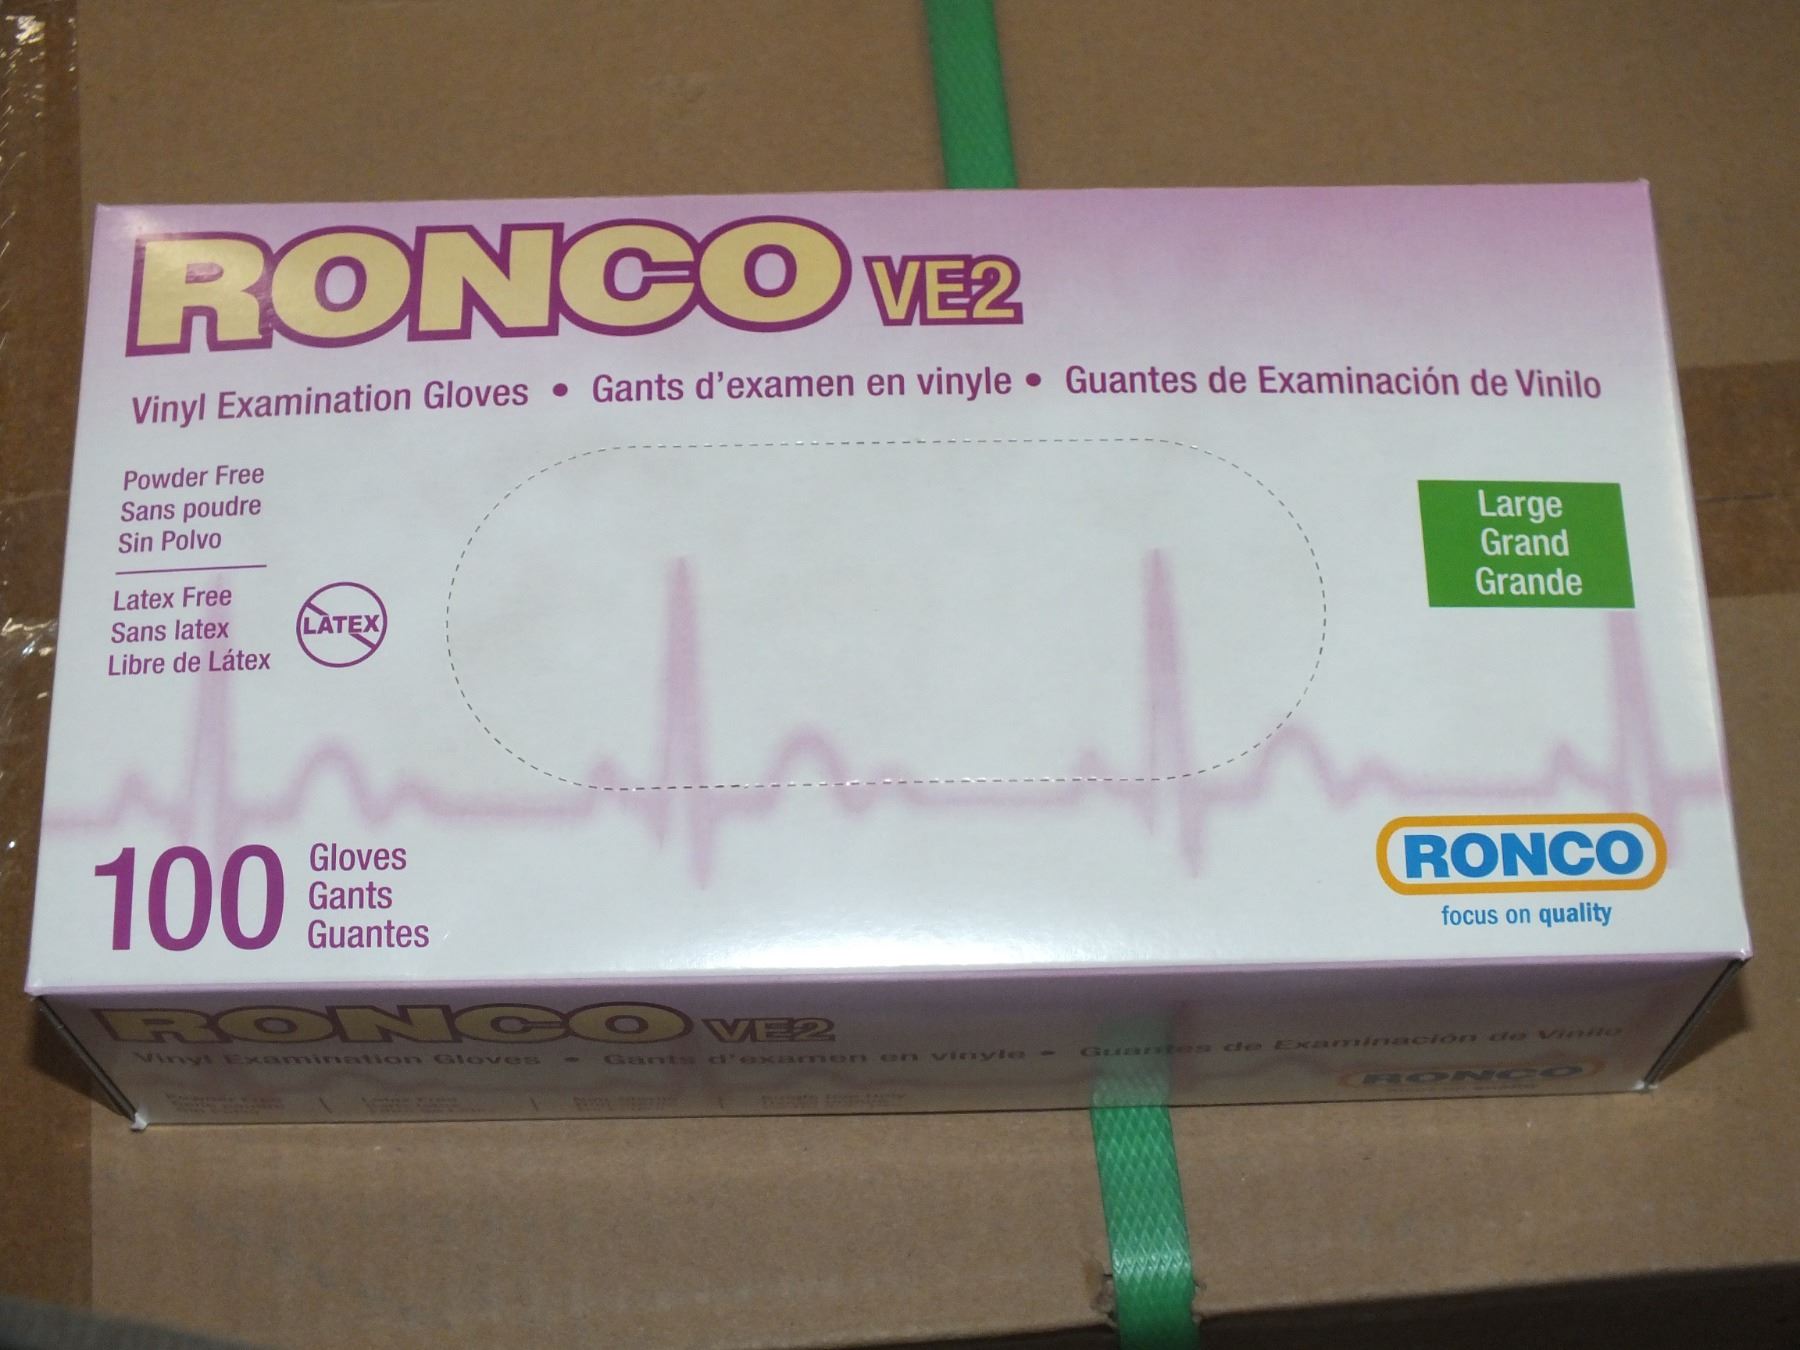 RONCO VE2
Vinyl Examination Gloves • Gants d'examen en vinyle • Guantes de Examinación de Vinilo
Powder Free
Sans poudre
Sin Polvo
Latex Free
Sans latex
Libre de Látex
LATEX
Large
Grand
Grande
100
Gloves
Gants
Guantes
RONCO
focus on quality
RONCO VE2
Vinyl Examination Gloves • Gants d'examen en vinyle • Guantes de Examinación de Vinilo
RONCO